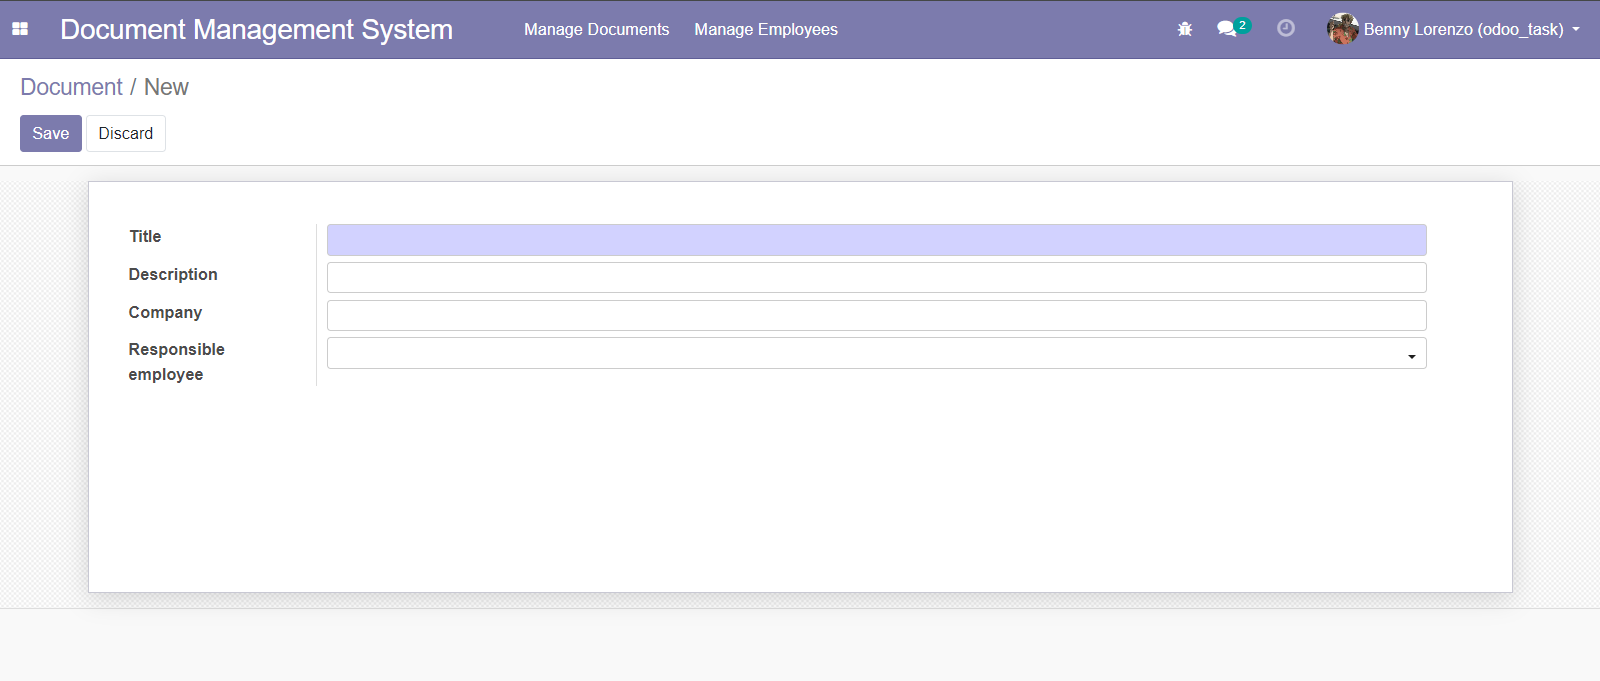 Document Management System
Manage Documents
Manage Employees
2
Benny Lorenzo (odoo_task)
Document / New
Save
Discard
Title
Description
Company
Responsible
employee